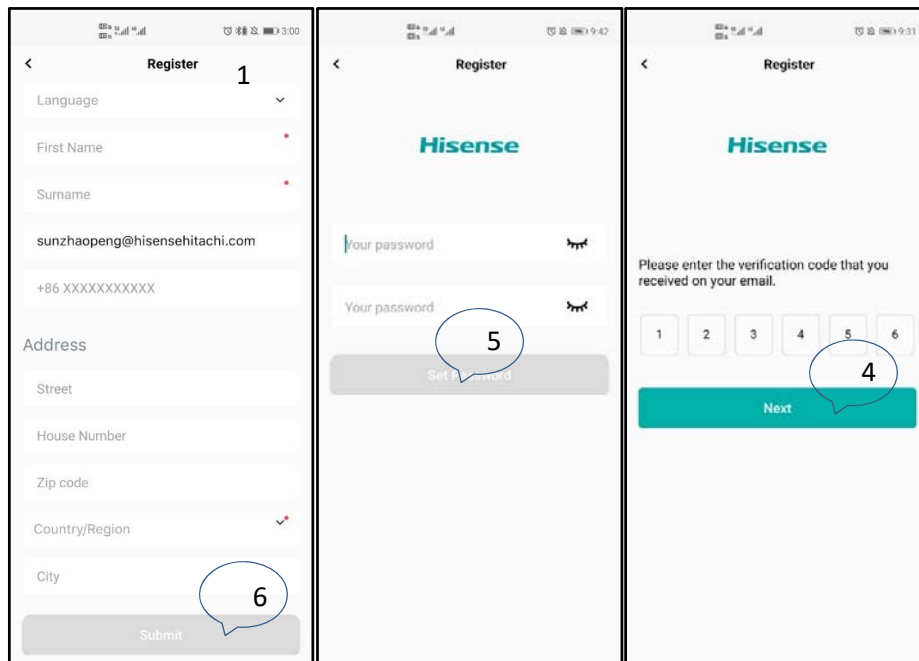 3:00
Register
1
Language
First Name
Surname
sunzhaopeng@hisensehitachi.com
+86 XXXXXXXXXXX
Address
Street
House Number
Zip code
Country/Region
City
6
Submit
9:42
Register
Hisense
Your password
Your password
5
Set Password
9:31
Register
Hisense
Please enter the verification code that you
received on your email.
1 2 3 4 5 6
4
Next